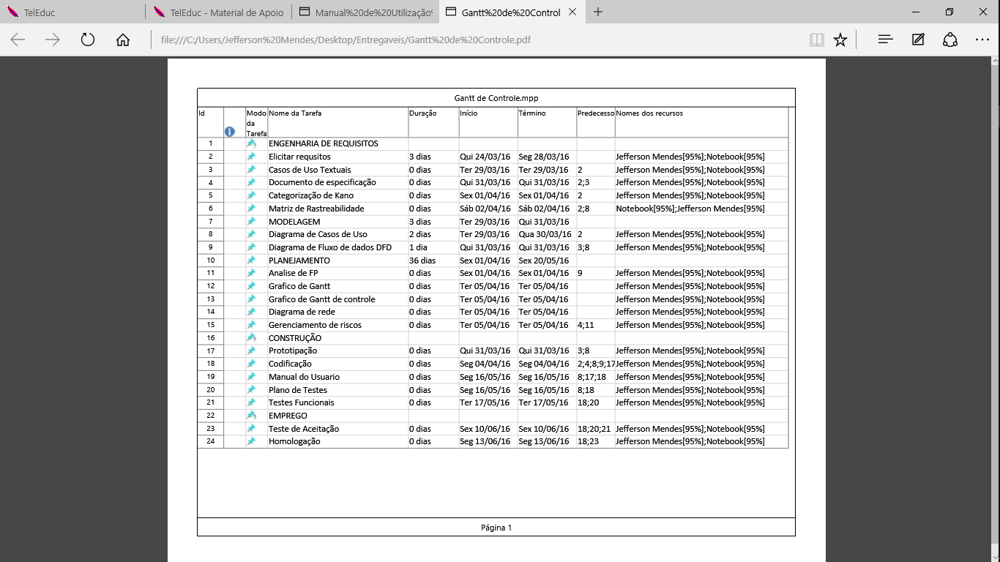 TelEduc
TelEduc - Material de Apoio
Manual%20de%20Utilização%
Gantt%20de%20Control
file:///C:/Users/Jefferson%20Mendes/Desktop/Entregaveis/Gantt%20de%20Controle.pdf
Gantt de Controle.mpp
Id Modo da Tarefa Nome da Tarefa Duração Início Término Predecesso Nomes dos recursos
1 ENGENHARIA DE REQUISITOS
2 Elicitar requsitos 3 dias Qui 24/03/16 Seg 28/03/16 Jefferson Mendes[95%];Notebook[95%]
3 Casos de Uso Textuais 0 dias Ter 29/03/16 Ter 29/03/16 2 Jefferson Mendes[95%];Notebook[95%]
4 Documento de especificação 0 dias Qui 31/03/16 Qui 31/03/16 2;3 Jefferson Mendes[95%];Notebook[95%]
5 Categorização de Kano 0 dias Sex 01/04/16 Sex 01/04/16 2 Jefferson Mendes[95%];Notebook[95%]
6 Matriz de Rastreabilidade 0 dias Sáb 02/04/16 Sáb 02/04/16 2;8 Notebook[95%];Jefferson Mendes[95%]
7 MODELAGEM 3 dias Ter 29/03/16 Qui 31/03/16
8 Diagrama de Casos de Uso 2 dias Ter 29/03/16 Qua 30/03/16 2 Jefferson Mendes[95%];Notebook[95%]
9 Diagrama de Fluxo de dados DFD 1 dia Qui 31/03/16 Qui 31/03/16 3;8 Jefferson Mendes[95%];Notebook[95%]
10 PLANEJAMENTO 36 dias Sex 01/04/16 Sex 20/05/16
11 Analise de FP 0 dias Sex 01/04/16 Sex 01/04/16 9 Jefferson Mendes[95%];Notebook[95%]
12 Grafico de Gantt 0 dias Ter 05/04/16 Ter 05/04/16 Jefferson Mendes[95%];Notebook[95%]
13 Grafico de Gantt de controle 0 dias Ter 05/04/16 Ter 05/04/16 Jefferson Mendes[95%];Notebook[95%]
14 Diagrama de rede 0 dias Ter 05/04/16 Ter 05/04/16 Jefferson Mendes[95%];Notebook[95%]
15 Gerenciamento de riscos 0 dias Ter 05/04/16 Ter 05/04/16 4;11 Jefferson Mendes[95%];Notebook[95%]
16 CONSTRUÇÃO
17 Prototipação 0 dias Qui 31/03/16 Qui 31/03/16 3;8 Jefferson Mendes[95%];Notebook[95%]
18 Codificação 0 dias Seg 04/04/16 Seg 04/04/16 2;4;8;9;17 Jefferson Mendes[95%];Notebook[95%]
19 Manual do Usuario 0 dias Seg 16/05/16 Seg 16/05/16 8;17;18 Jefferson Mendes[95%];Notebook[95%]
20 Plano de Testes 0 dias Seg 16/05/16 Seg 16/05/16 8;18 Jefferson Mendes[95%];Notebook[95%]
21 Testes Funcionais 0 dias Ter 17/05/16 Ter 17/05/16 18;20 Jefferson Mendes[95%];Notebook[95%]
22 EMPREGO
23 Teste de Aceitação 0 dias Sex 10/06/16 Sex 10/06/16 18;20;21 Jefferson Mendes[95%];Notebook[95%]
24 Homologação 0 dias Seg 13/06/16 Seg 13/06/16 18;23 Jefferson Mendes[95%];Notebook[95%]
Página 1